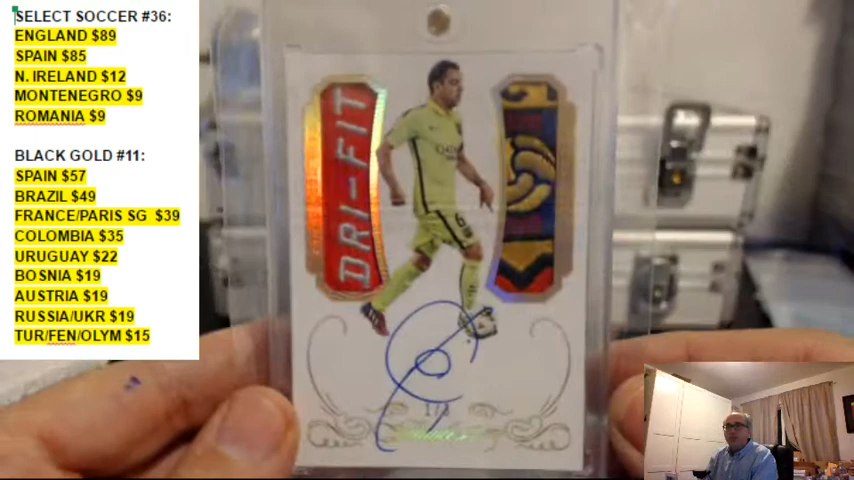 SELECT SOCCER #36:
ENGLAND $89
SPAIN $85
N. IRELAND $12
MONTENEGRO $9
ROMANIA $9
BLACK GOLD #11:
SPAIN $57
BRAZIL $49
FRANCE/PARIS SG $39
COLOMBIA $35
URUGUAY $22
BOSNIA $19
AUSTRIA $19
RUSSIA/UKR $19
TUR/FEN/OLYM $15
DRI-FIT
6